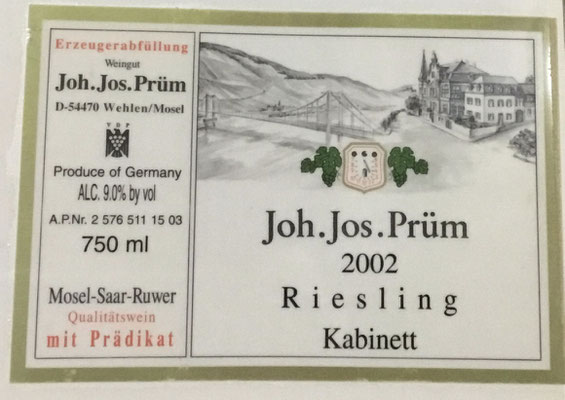 Erzeugerabfüllung
Weingut
Joh.Jos.Prüm
D-54470 Wehlen/Mosel
VDP
Produce of Germany
ALC. 9.0% by vol
A.P.Nr. 2 576 511 15 03
750 ml
Mosel-Saar-Ruwer
Qualitätswein
mit Prädikat
Joh.Jos.Prüm
2002
Riesling
Kabinett